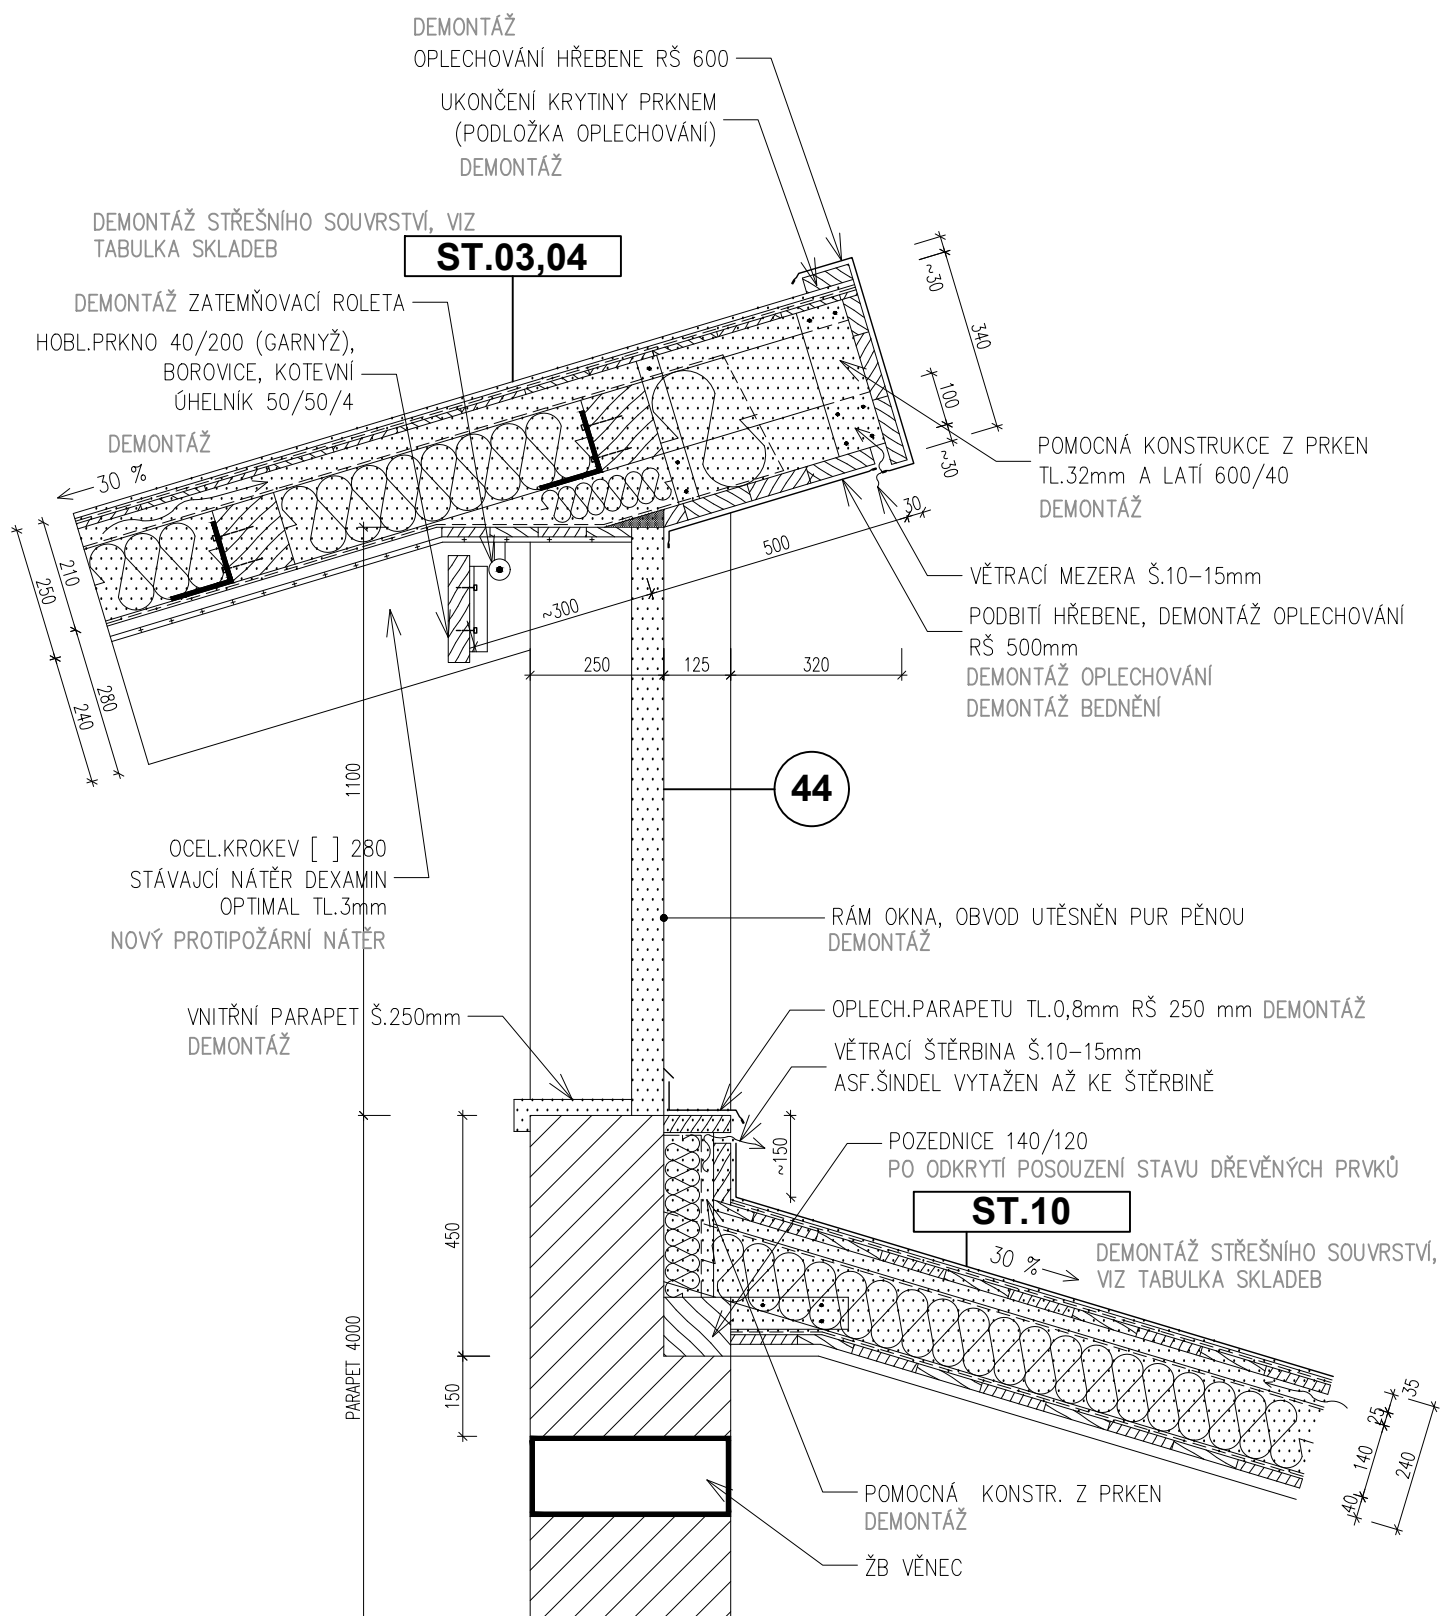 DEMONTÁŽ
OPLECHOVÁNÍ HŘEBENE RŠ 600
UKONČENÍ KRYTINY PRKNEM
(PODLOŽKA OPLECHOVÁNÍ)
DEMONTÁŽ
DEMONTÁŽ STŘEŠNÍHO SOUVRSTVÍ, VIZ
TABULKA SKLADEB
ST.03,04
DEMONTÁŽ ZATEMŇOVACÍ ROLETA
HOBL.PRKNO 40/200 (GARNYŽ),
BOROVICE, KOTEVNÍ
ÚHELNÍK 50/50/4
DEMONTÁŽ
30 %
~30
340
100
~30
POMOCNÁ KONSTRUKCE Z PRKEN
TL.32mm A LATÍ 600/40
DEMONTÁŽ
30
500
~300
VĚTRACÍ MEZERA Š.10-15mm
PODBITÍ HŘEBENE, DEMONTÁŽ OPLECHOVÁNÍ
RŠ 500mm
DEMONTÁŽ OPLECHOVÁNÍ
DEMONTÁŽ BEDNĚNÍ
210
250
280
240
250
125
320
1100
44
OCEL.KROKEV [ ] 280
STÁVAJCÍ NÁTĚR DEXAMIN
OPTIMAL TL.3mm
NOVÝ PROTIPOŽÁRNÍ NÁTĚR
RÁM OKNA, OBVOD UTĚSNĚN PUR PĚNOU
DEMONTÁŽ
VNITŘNÍ PARAPET Š.250mm
DEMONTÁŽ
OPLECH.PARAPETU TL.0,8mm RŠ 250 mm DEMONTÁŽ
VĚTRACÍ ŠTĚRBINA Š.10-15mm
ASF.ŠINDEL VYTAŽEN AŽ KE ŠTĚRBINĚ
~150
POZEDNICE 140/120
PO ODKRYTÍ POSOUZENÍ STAVU DŘEVĚNÝCH PRVKŮ
ST.10
30 %
DEMONTÁŽ STŘEŠNÍHO SOUVRSTVÍ,
VIZ TABULKA SKLADEB
450
150
PARAPET 4000
35
25
140
240
40
POMOCNÁ KONSTR. Z PRKEN
DEMONTÁŽ
ŽB VĚNEC